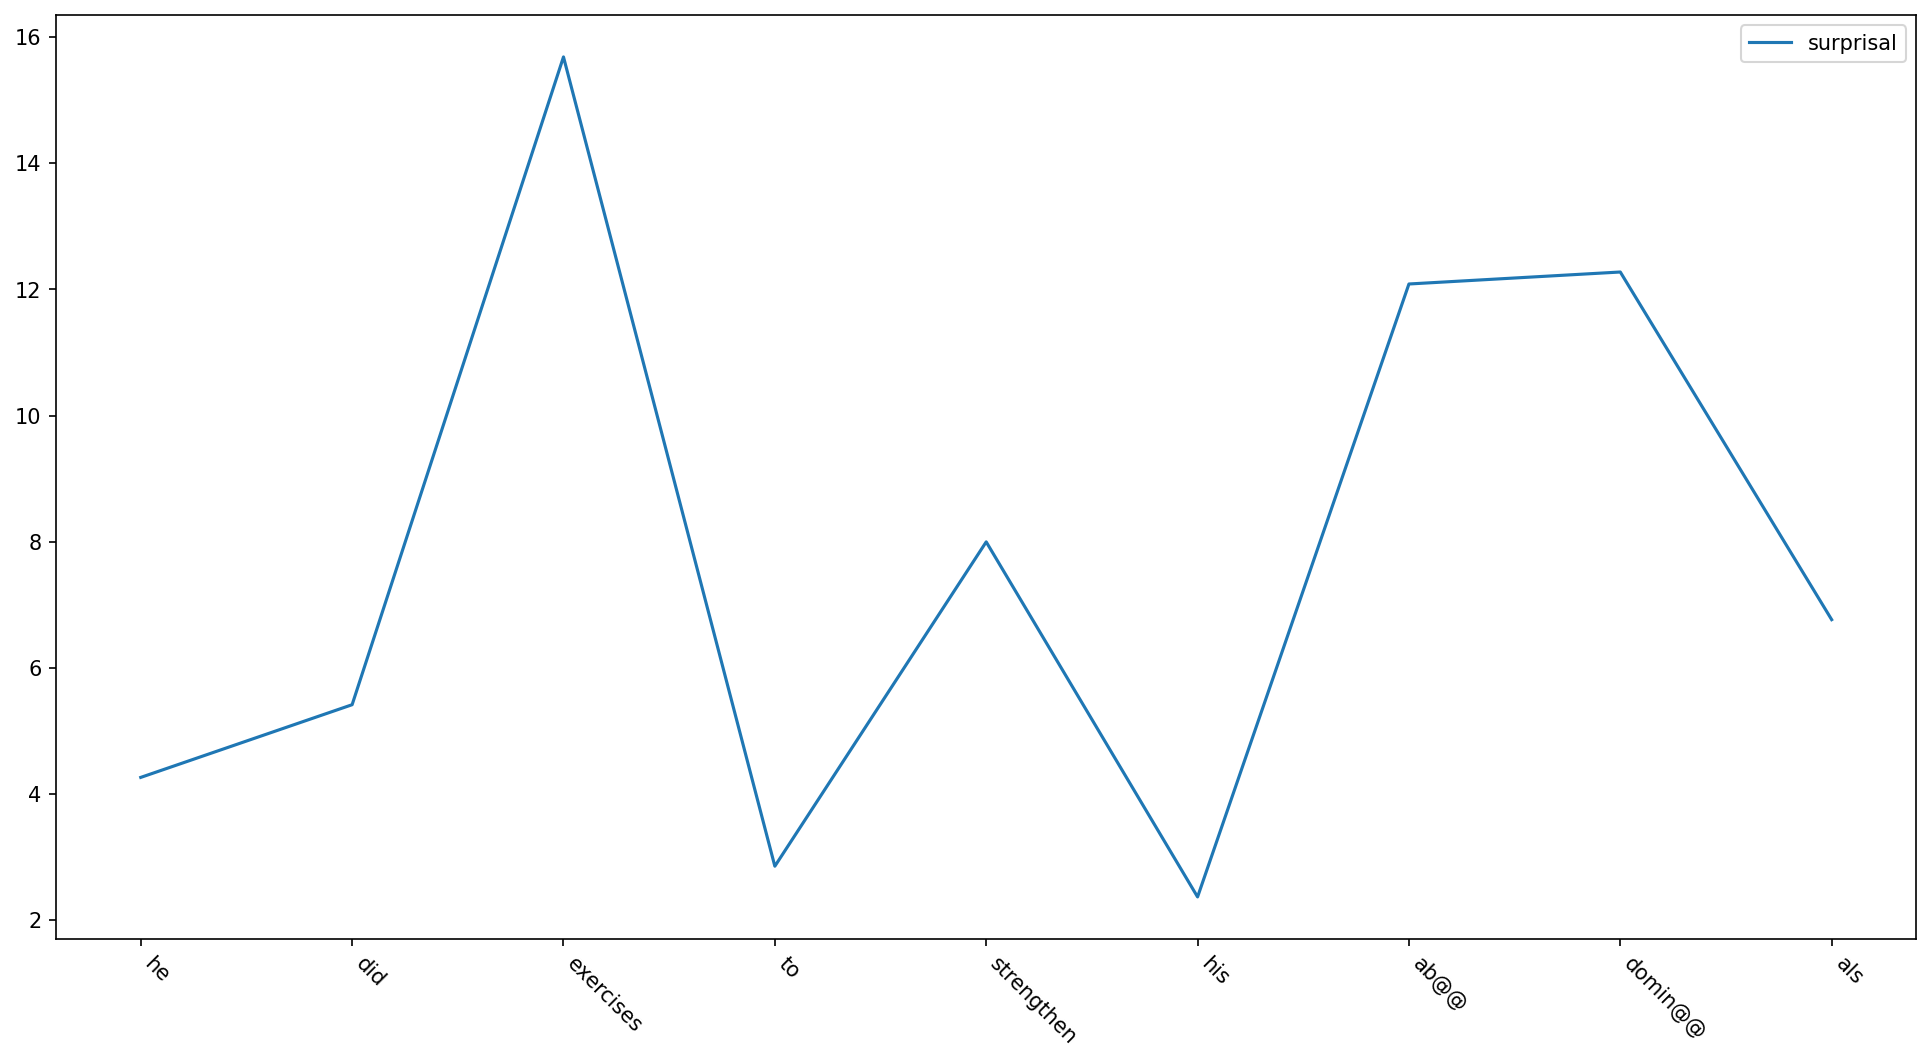 surprisal
16
14
12
10
8
6
4
2
he
did
exercises
to
strengthen
his
ab@@
domin@@
als